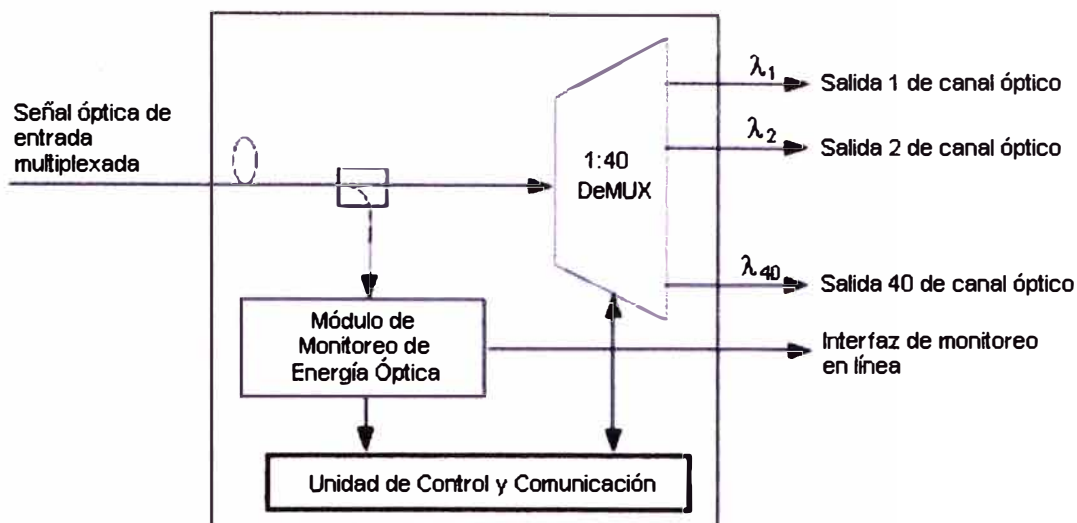 Señal óptica de
entrada
multiplexada
1:40
DeMUX
λ1
Salida 1 de canal óptico
λ2
Salida 2 de canal óptico
λ40
Salida 40 de canal óptico
Módulo de
Monitoreo de
Energía Óptica
Interfaz de monitoreo
en línea
Unidad de Control y Comunicación